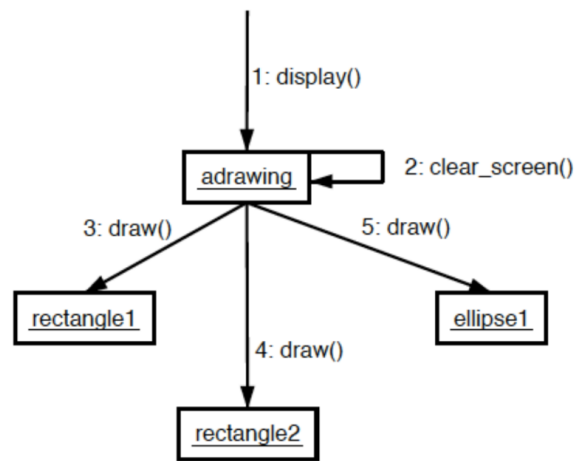 1: display()
adrawing
2: clear_screen()
3: draw()
5: draw()
rectangle1
ellipse1
4: draw()
rectangle2